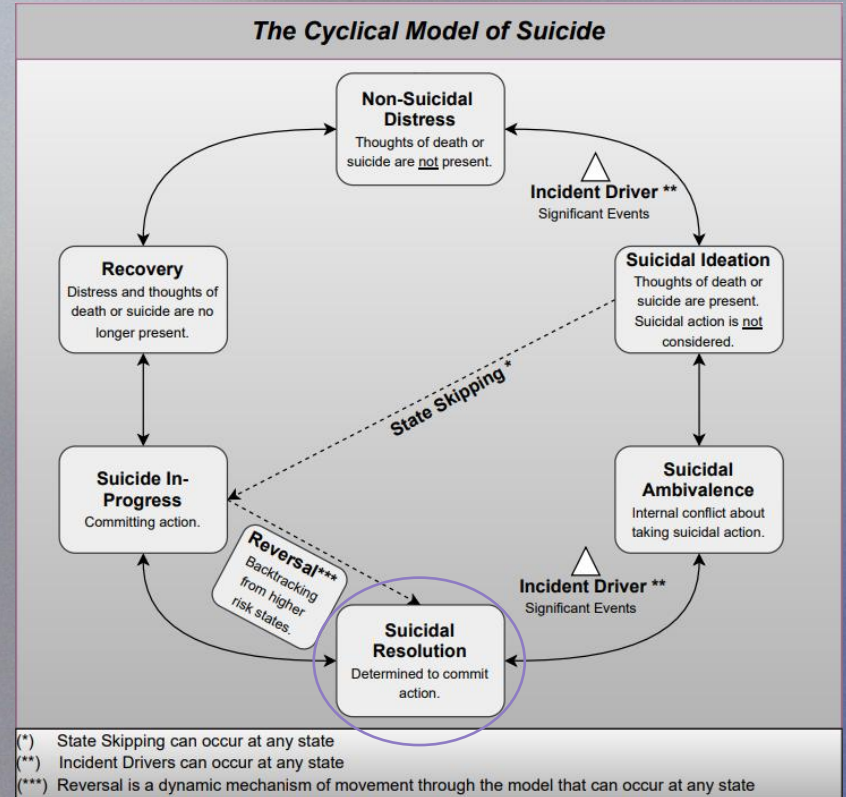 The Cyclical Model of Suicide
Non-Suicidal
Distress
Thoughts of death or
suicide are not present.
Incident Driver **
Significant Events
Recovery
Distress and thoughts of
death or suicide are no
longer present.
Suicidal Ideation
Thoughts of death or
suicide are present.
Suicidal action is not
considered.
State Skipping *
Suicide In-
Progress
Committing action.
Suicidal
Ambivalence
Internal conflict about
taking suicidal action.
Reversal***
Backtracking
from higher
risk states.
Incident Driver **
Significant Events
Suicidal
Resolution
Determined to commit
action.
(*) State Skipping can occur at any state
(**) Incident Drivers can occur at any state
(***) Reversal is a dynamic mechanism of movement through the model that can occur at any state